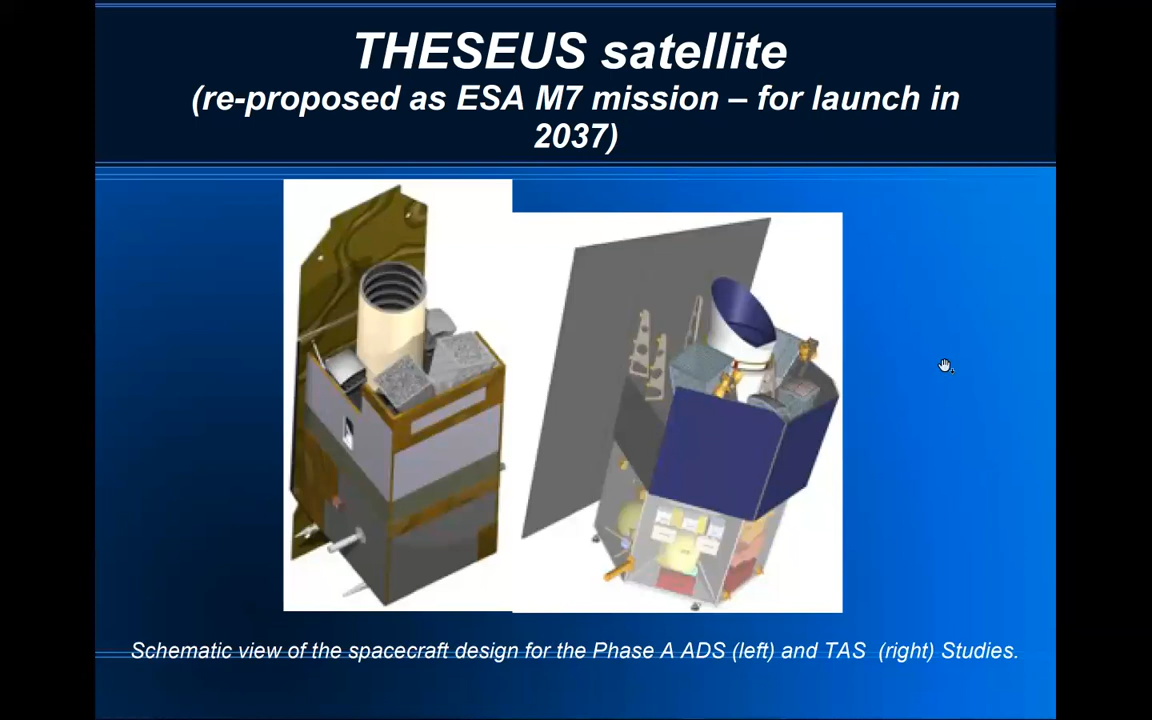 THESEUS satellite
(re-proposed as ESA M7 mission – for launch in
2037)
Schematic view of the spacecraft design for the Phase A ADS (left) and TAS  (right) Studies.